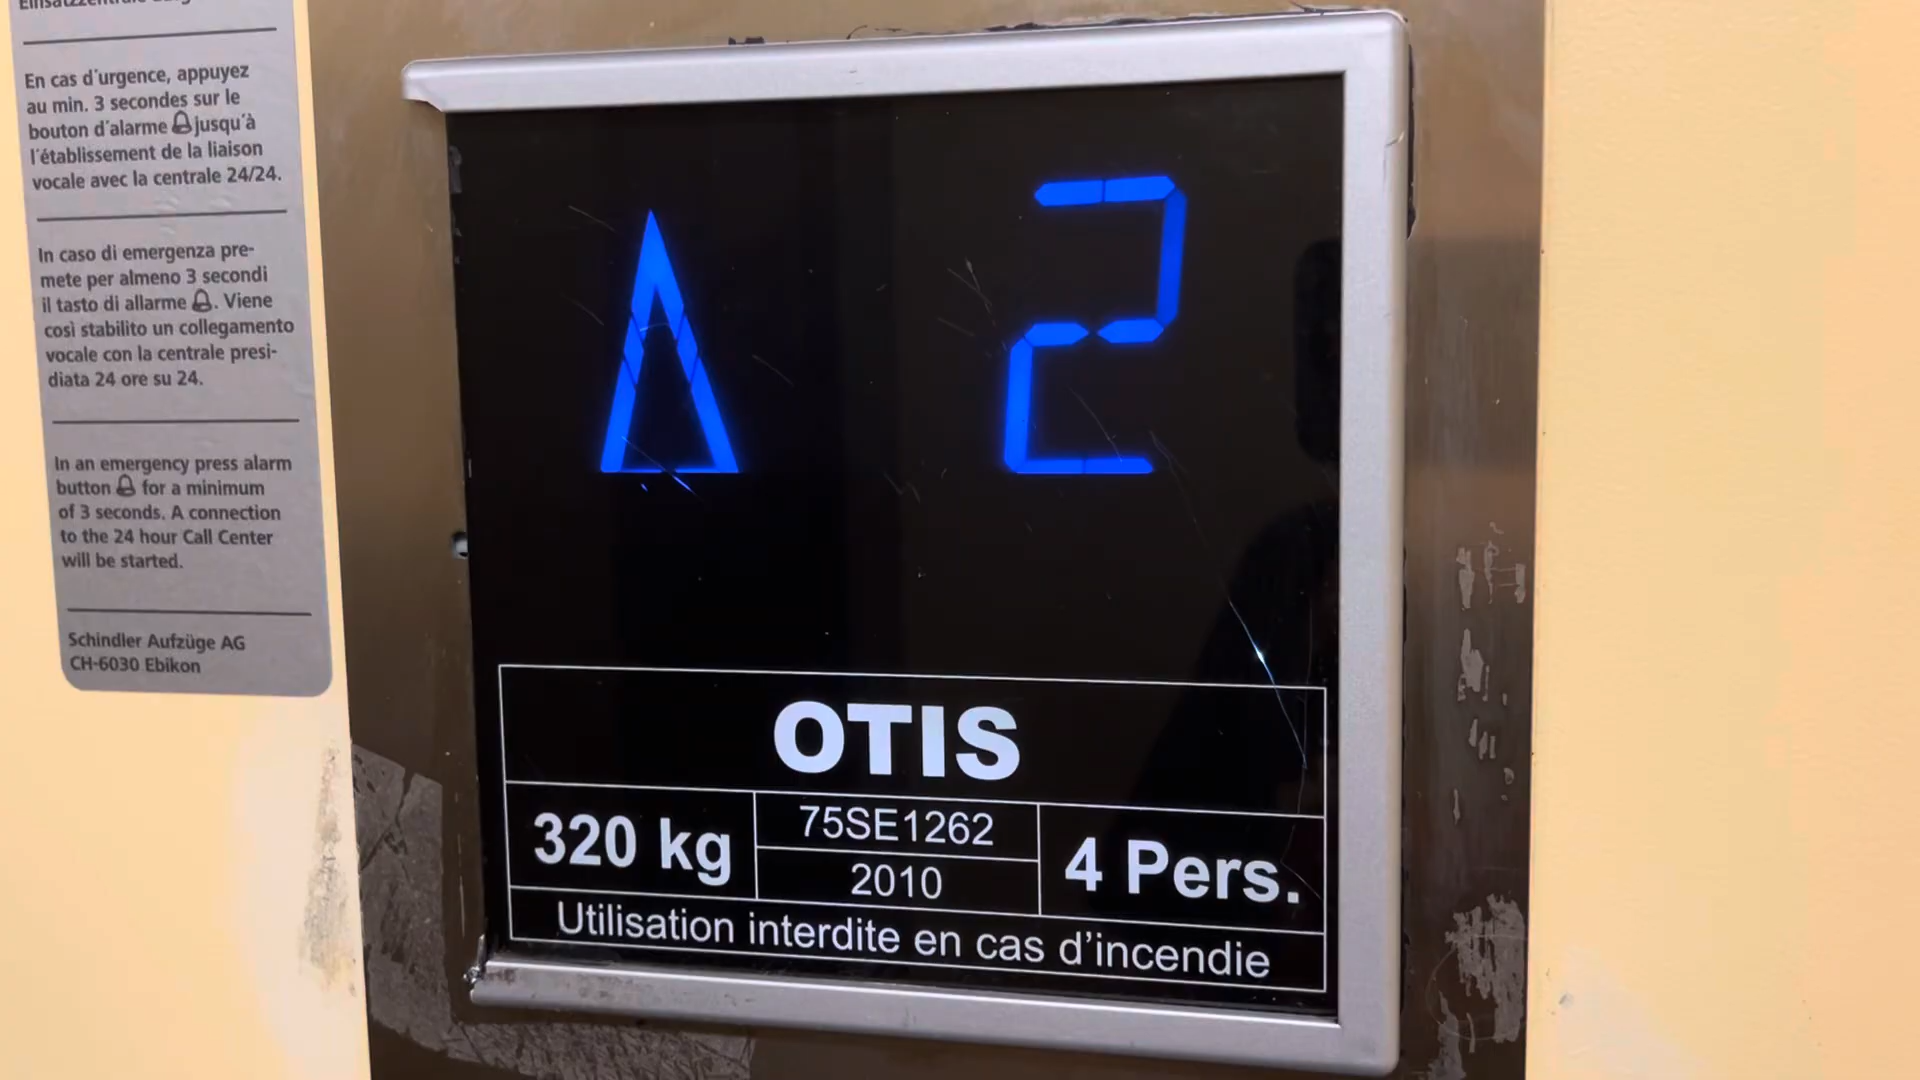 En cas d'urgence, appuyez
au min. 3 secondes sur le
bouton d'alarme jusqu'à
l'établissement de la liaison
vocale avec la centrale 24/24.
In caso di emergenza pre-
mete per almeno 3 secondi
il tasto di allarme . Viene
così stabilito un collegamento
vocale con la centrale presi-
diata 24 ore su 24.
In an emergency press alarm
button for a minimum
of 3 seconds. A connection
to the 24 hour Call Center
will be started.
Schindler Aufzüge AG
CH-6030 Ebikon
2
OTIS
320 kg
75SE1262
2010
4 Pers.
Utilisation interdite en cas d'incendie